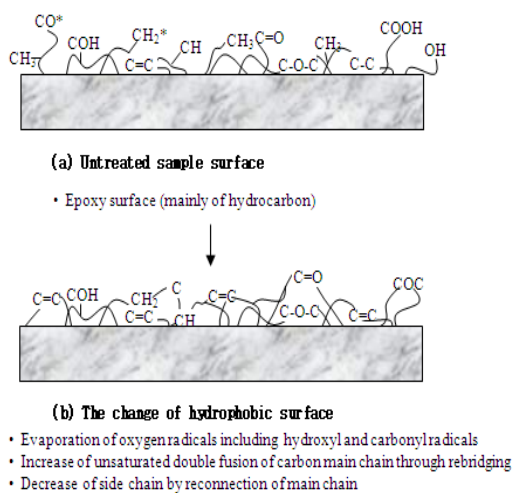 CO*
COH
CH₂*
CH
CH₃
C=C
CH₃C=O
C-O-C
CH₂
C-C
COOH
OH
(a) Untreated sample surface
• Epoxy surface (mainly of hydrocarbon)
C=C
COH
CH₂
C
C=C
CH
C=C
C=O
C-O-C
C=C
COC
(b) The change of hydrophobic surface
• Evaporation of oxygen radicals including hydroxyl and carbonyl radicals
• Increase of unsaturated double fusion of carbon main chain through rebridging
• Decrease of side chain by reconnection of main chain